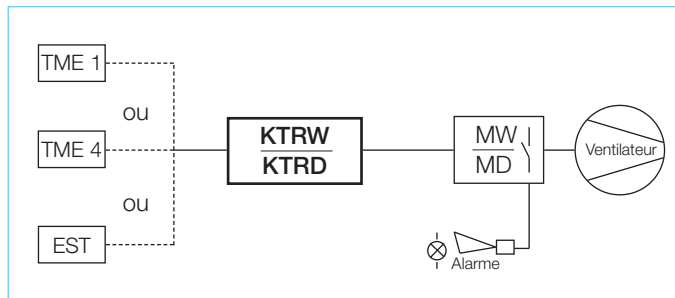 TME 1
ou
TME 4
ou
EST
KTRW
KTRD
MW
MD
Ventilateur
Alarme